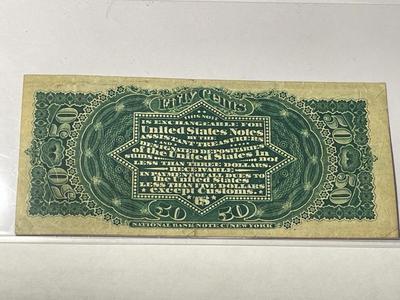 Fifty Cents
THIS NOTE
IS EXCHANGEABLE FOR
United States Notes
BY THE
ASSISTANT TREASURERS
AND DESIGNATED DEPOSITARIES
of the United States in
sums not
LESS THAN THREE DOLLARS
RECEIVABLE
IN PAYMENT OF ALL DUES TO
The United States
LESS THAN FIVE DOLLARS
Except Customs
50 50
50 50
50 50
NATIONAL BANK NOTE CO. NEW YORK